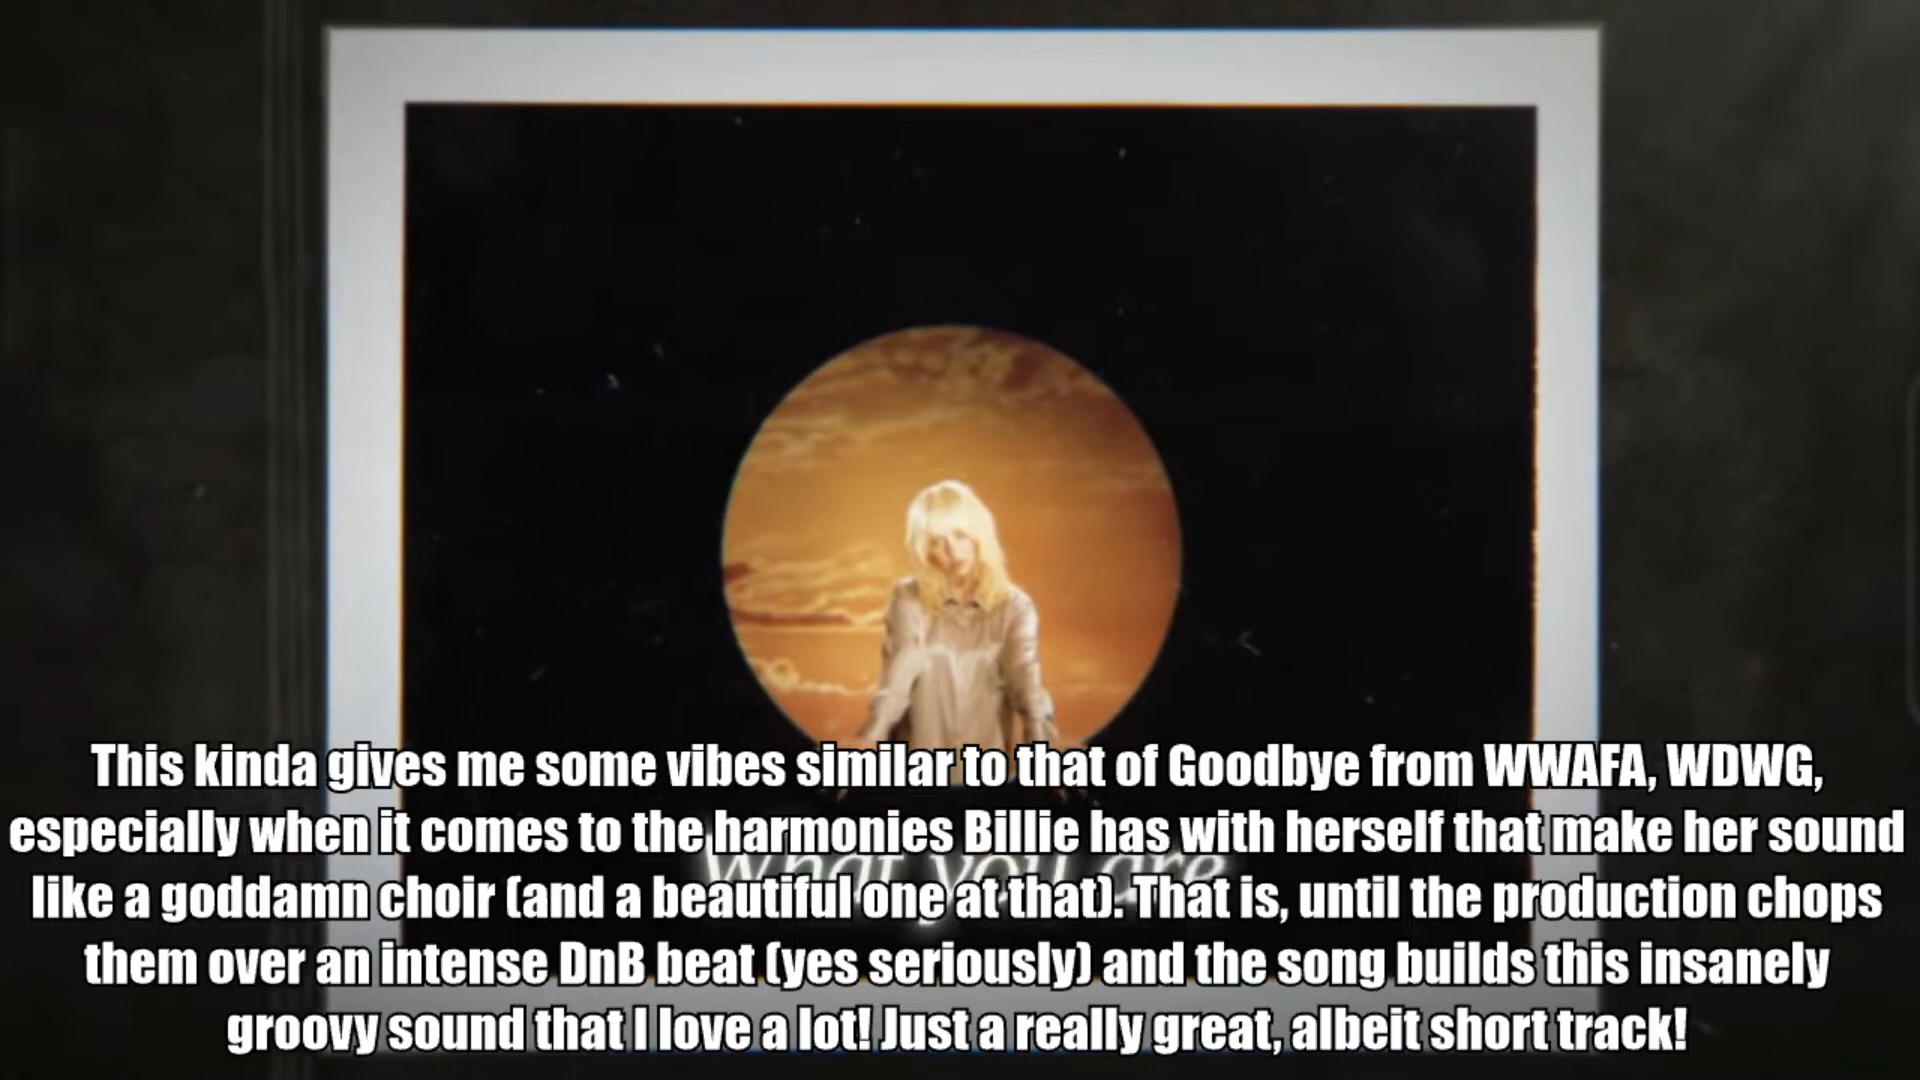 This kinda gives me some vibes similar to that of Goodbye from WWAFA, WDWG,
especially when it comes to the harmonies Billie has with herself that make her sound
What you are
like a goddamn choir (and a beautiful one at that). That is, until the production chops
them over an intense DnB beat (yes seriously) and the song builds this insanely
groovy sound that I love a lot! Just a really great, albeit short track!